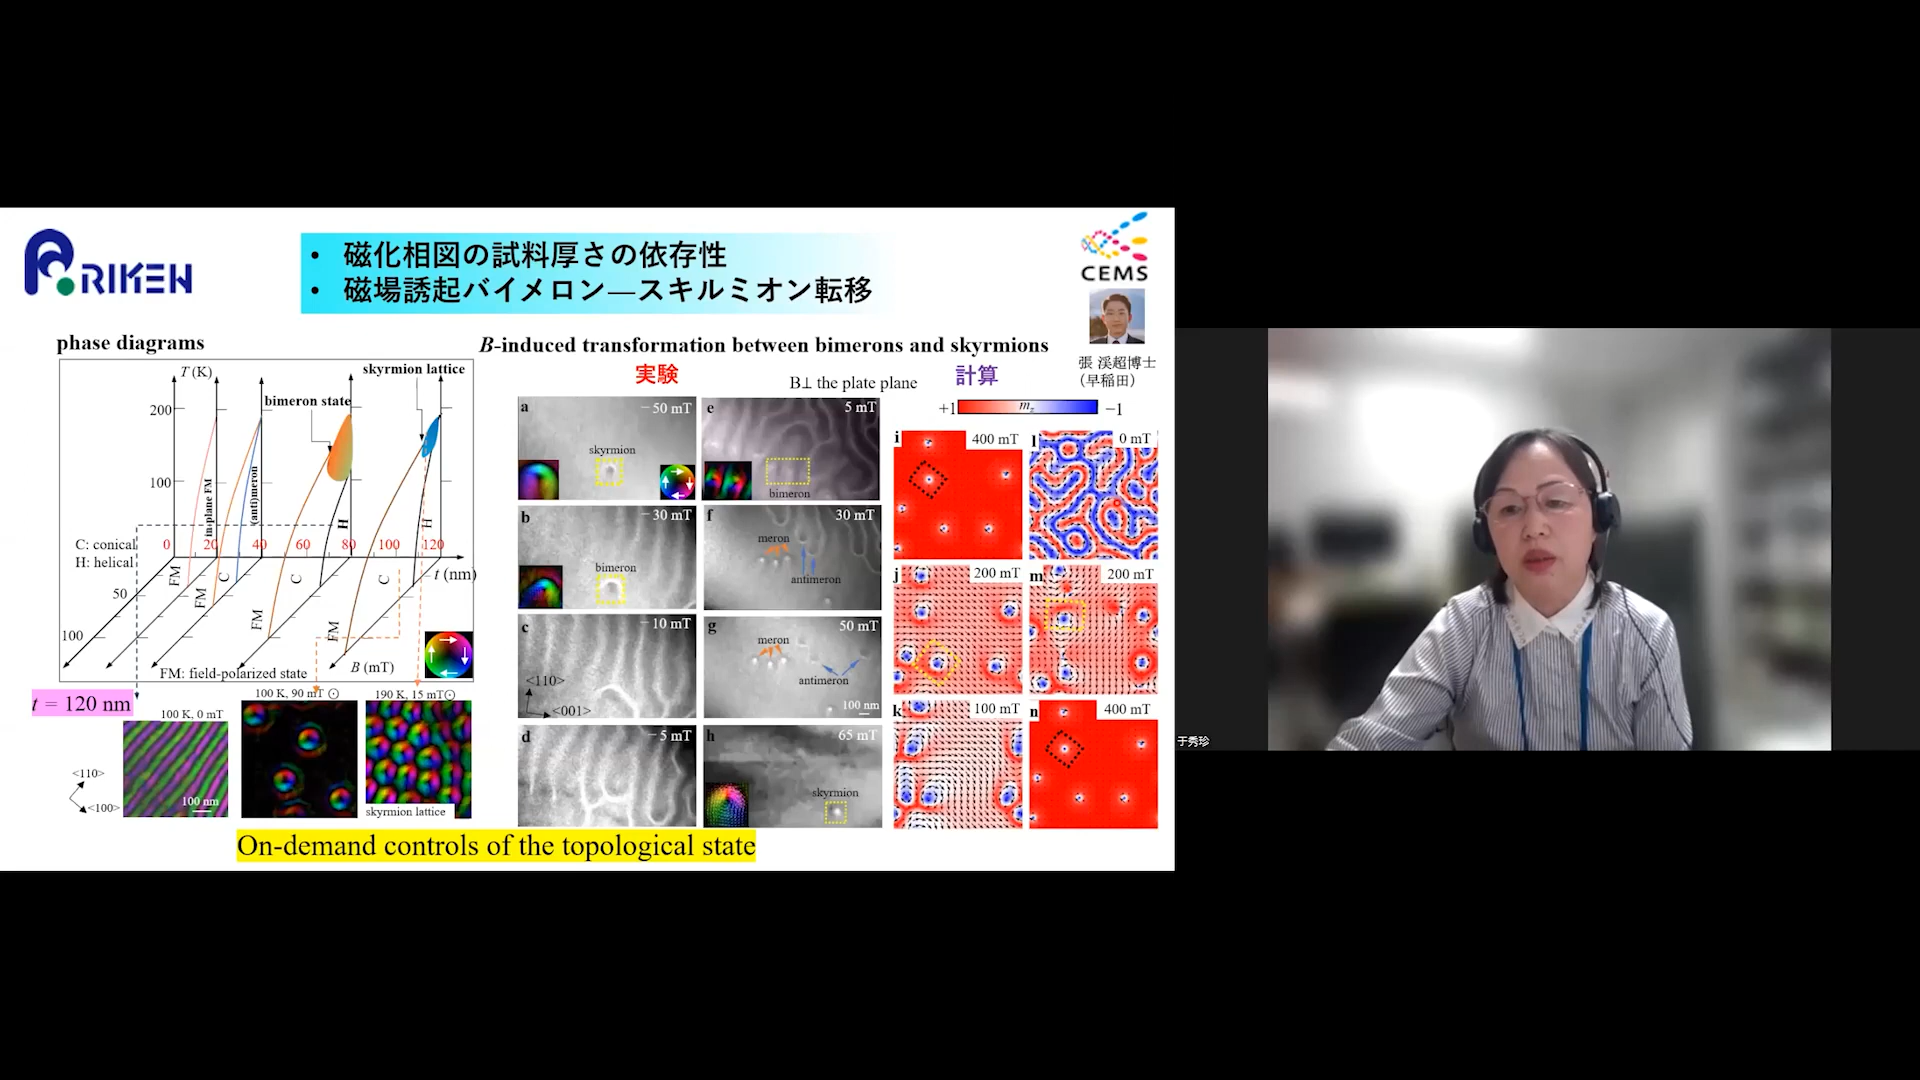 RIKEN
• 磁化相図の試料厚さの依存性
• 磁場誘起バイメロン—スキルミオン転移
CEMS
張 渓超博士
(早稲田)
phase diagrams
T (K)
skyrmion lattice
bimeron state
200
100
in-plane FM
(anti)meron
H
H
C: conical
H: helical
0 20 40 60 80 100 120
t (nm)
FM
FM
C
FM
C
FM
C
50
100
B (mT)
FM: field-polarized state
t = 120 nm
100 K, 0 mT
100 K, 90 mT ⊙
190 K, 15 mT⊙
<110>
<100>
100 nm
skyrmion lattice
B-induced transformation between bimerons and skyrmions
実験
B⊥ the plate plane
計算
+1 mz −1
a −50 mT
skyrmion
b −30 mT
bimeron
c −10 mT
<110>
<001>
d −5 mT
e 5 mT
bimeron
f 30 mT
meron
antimeron
g 50 mT
meron
antimeron
100 nm
h 65 mT
skyrmion
i 400 mT
j 200 mT
k 100 mT
l 0 mT
m 200 mT
n 400 mT
On-demand controls of the topological state
于秀珍